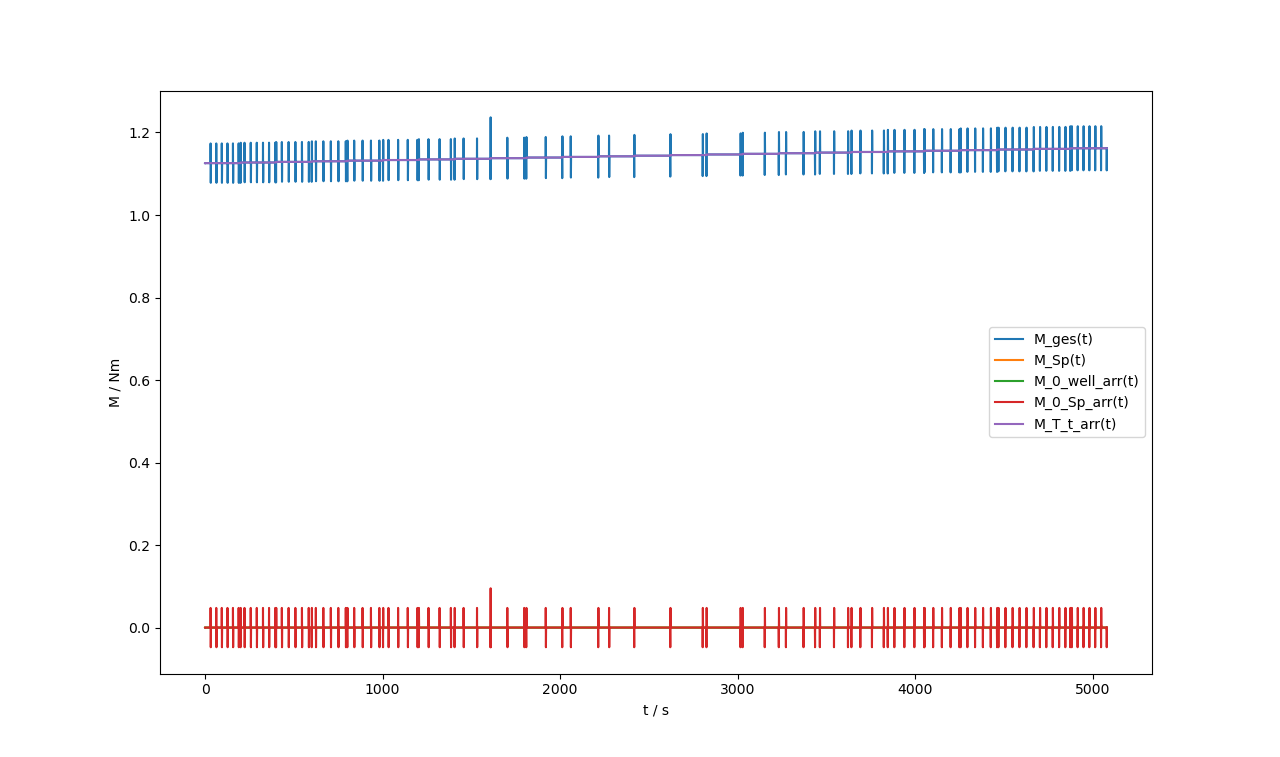 1.2
1.0
0.8
0.6
0.4
0.2
0.0
M / Nm
M_ges(t)
M_Sp(t)
M_0_well_arr(t)
M_0_Sp_arr(t)
M_T_t_arr(t)
0 1000 2000 3000 4000 5000
t / s